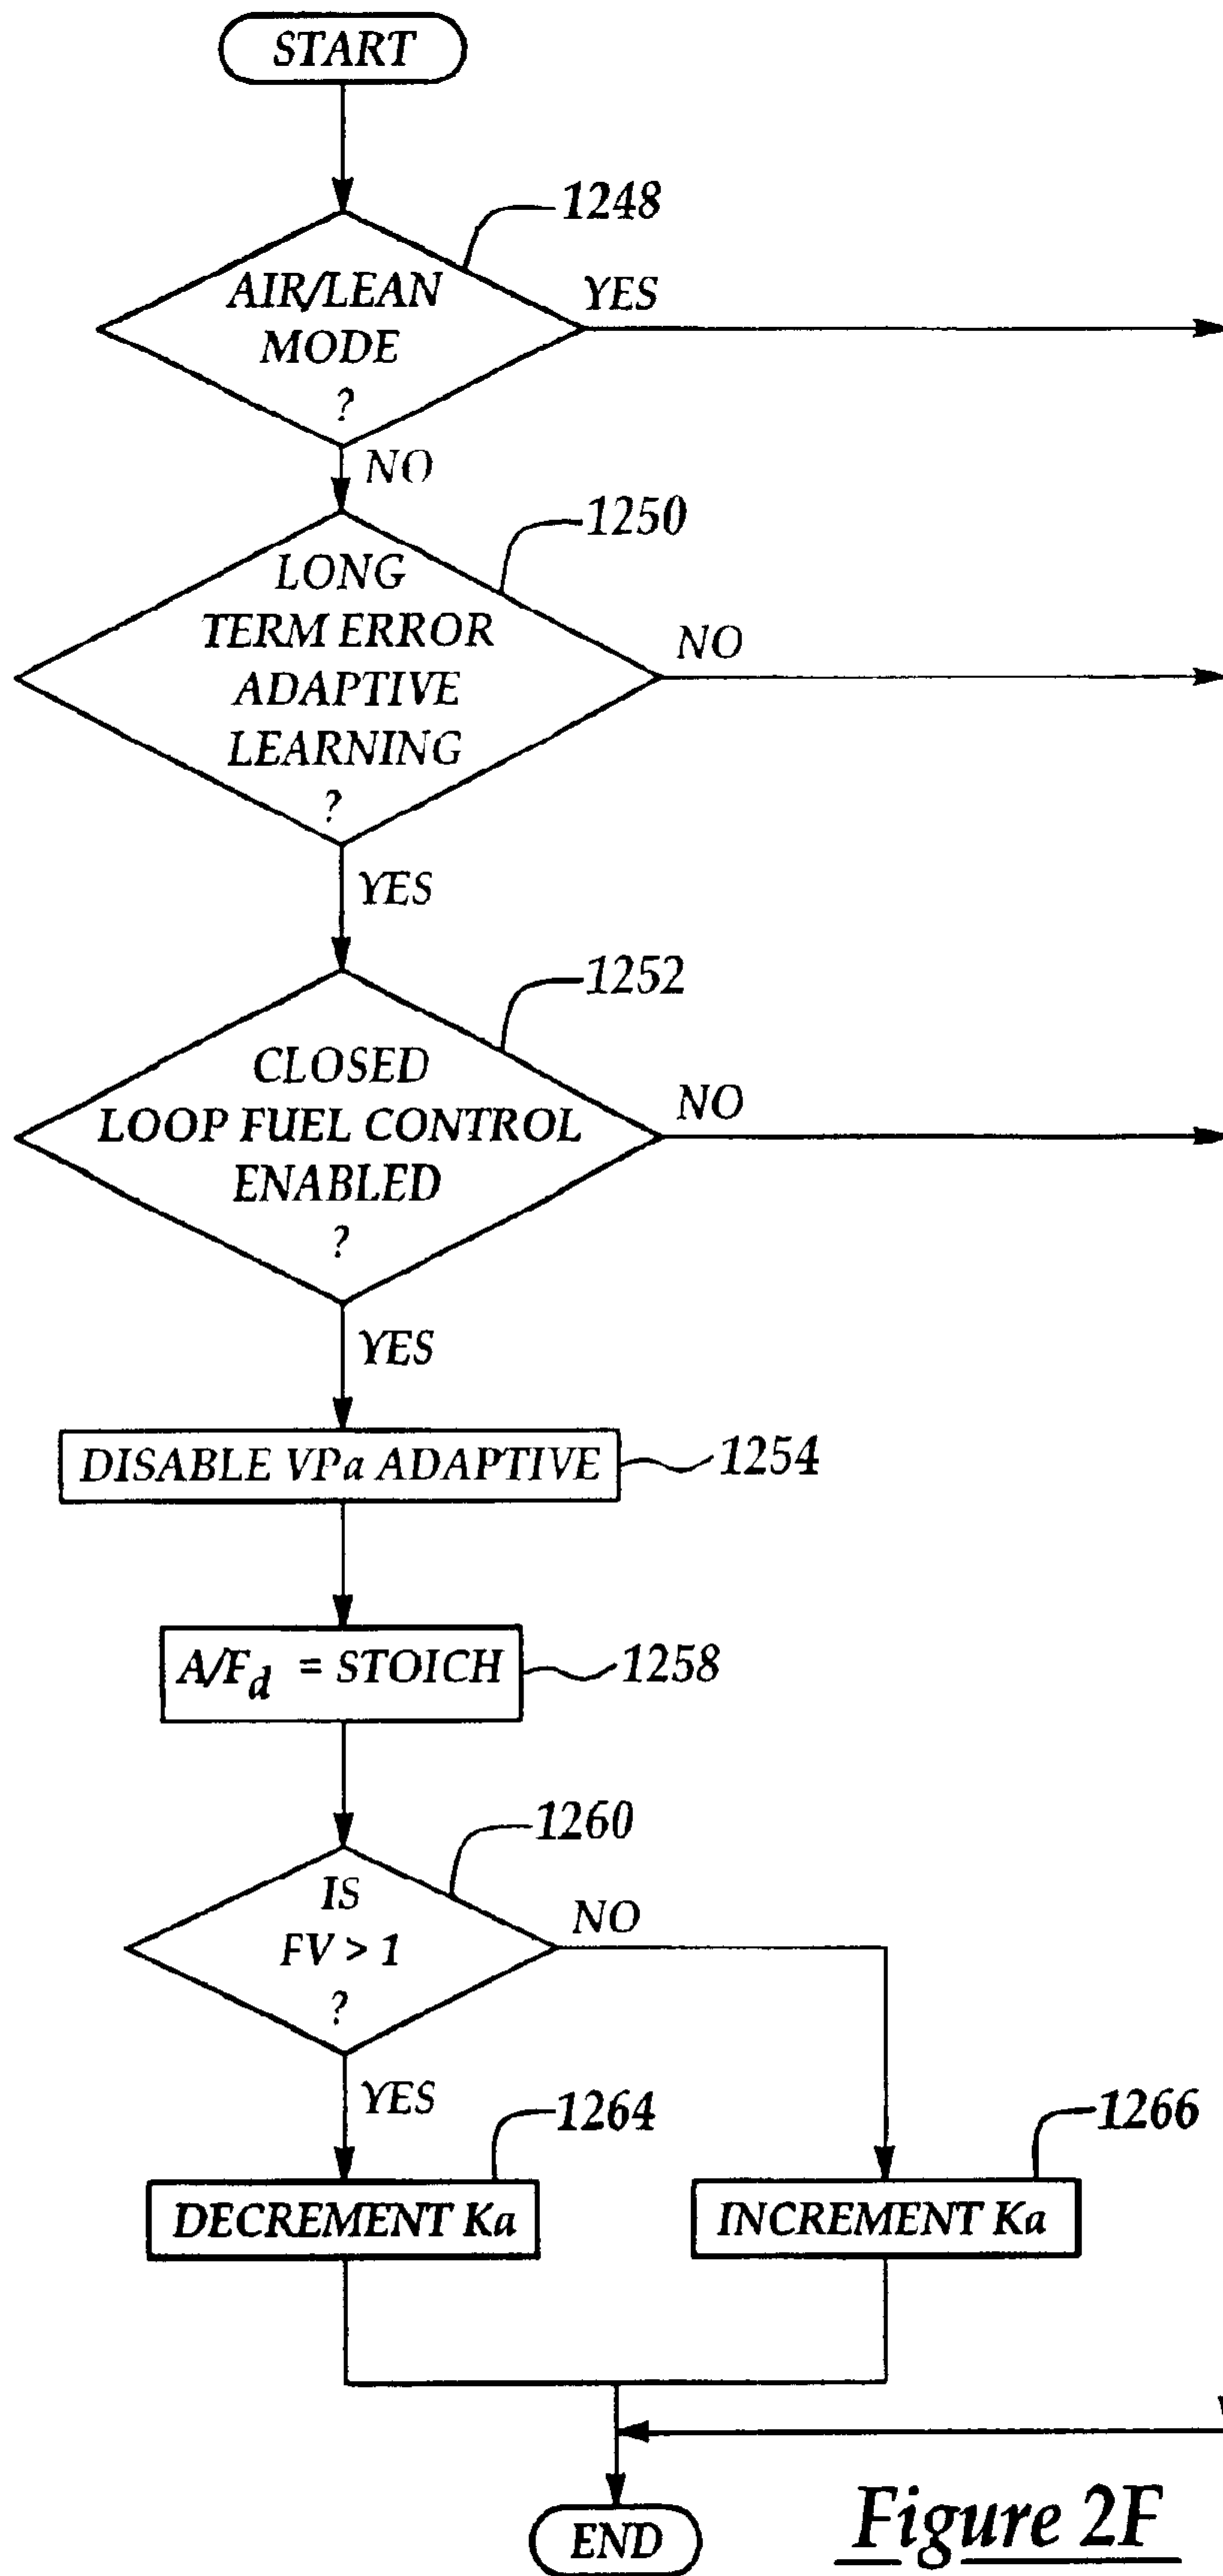 START
1248
AIR/LEAN
MODE
?
YES
NO
1250
LONG
TERM ERROR
ADAPTIVE
LEARNING
?
NO
YES
1252
CLOSED
LOOP FUEL CONTROL
ENABLED
?
NO
YES
DISABLE VPa ADAPTIVE
1254
A/Fd = STOICH
1258
1260
IS
FV > 1
?
NO
YES
1264
1266
DECREMENT Ka
INCREMENT Ka
END
Figure 2F